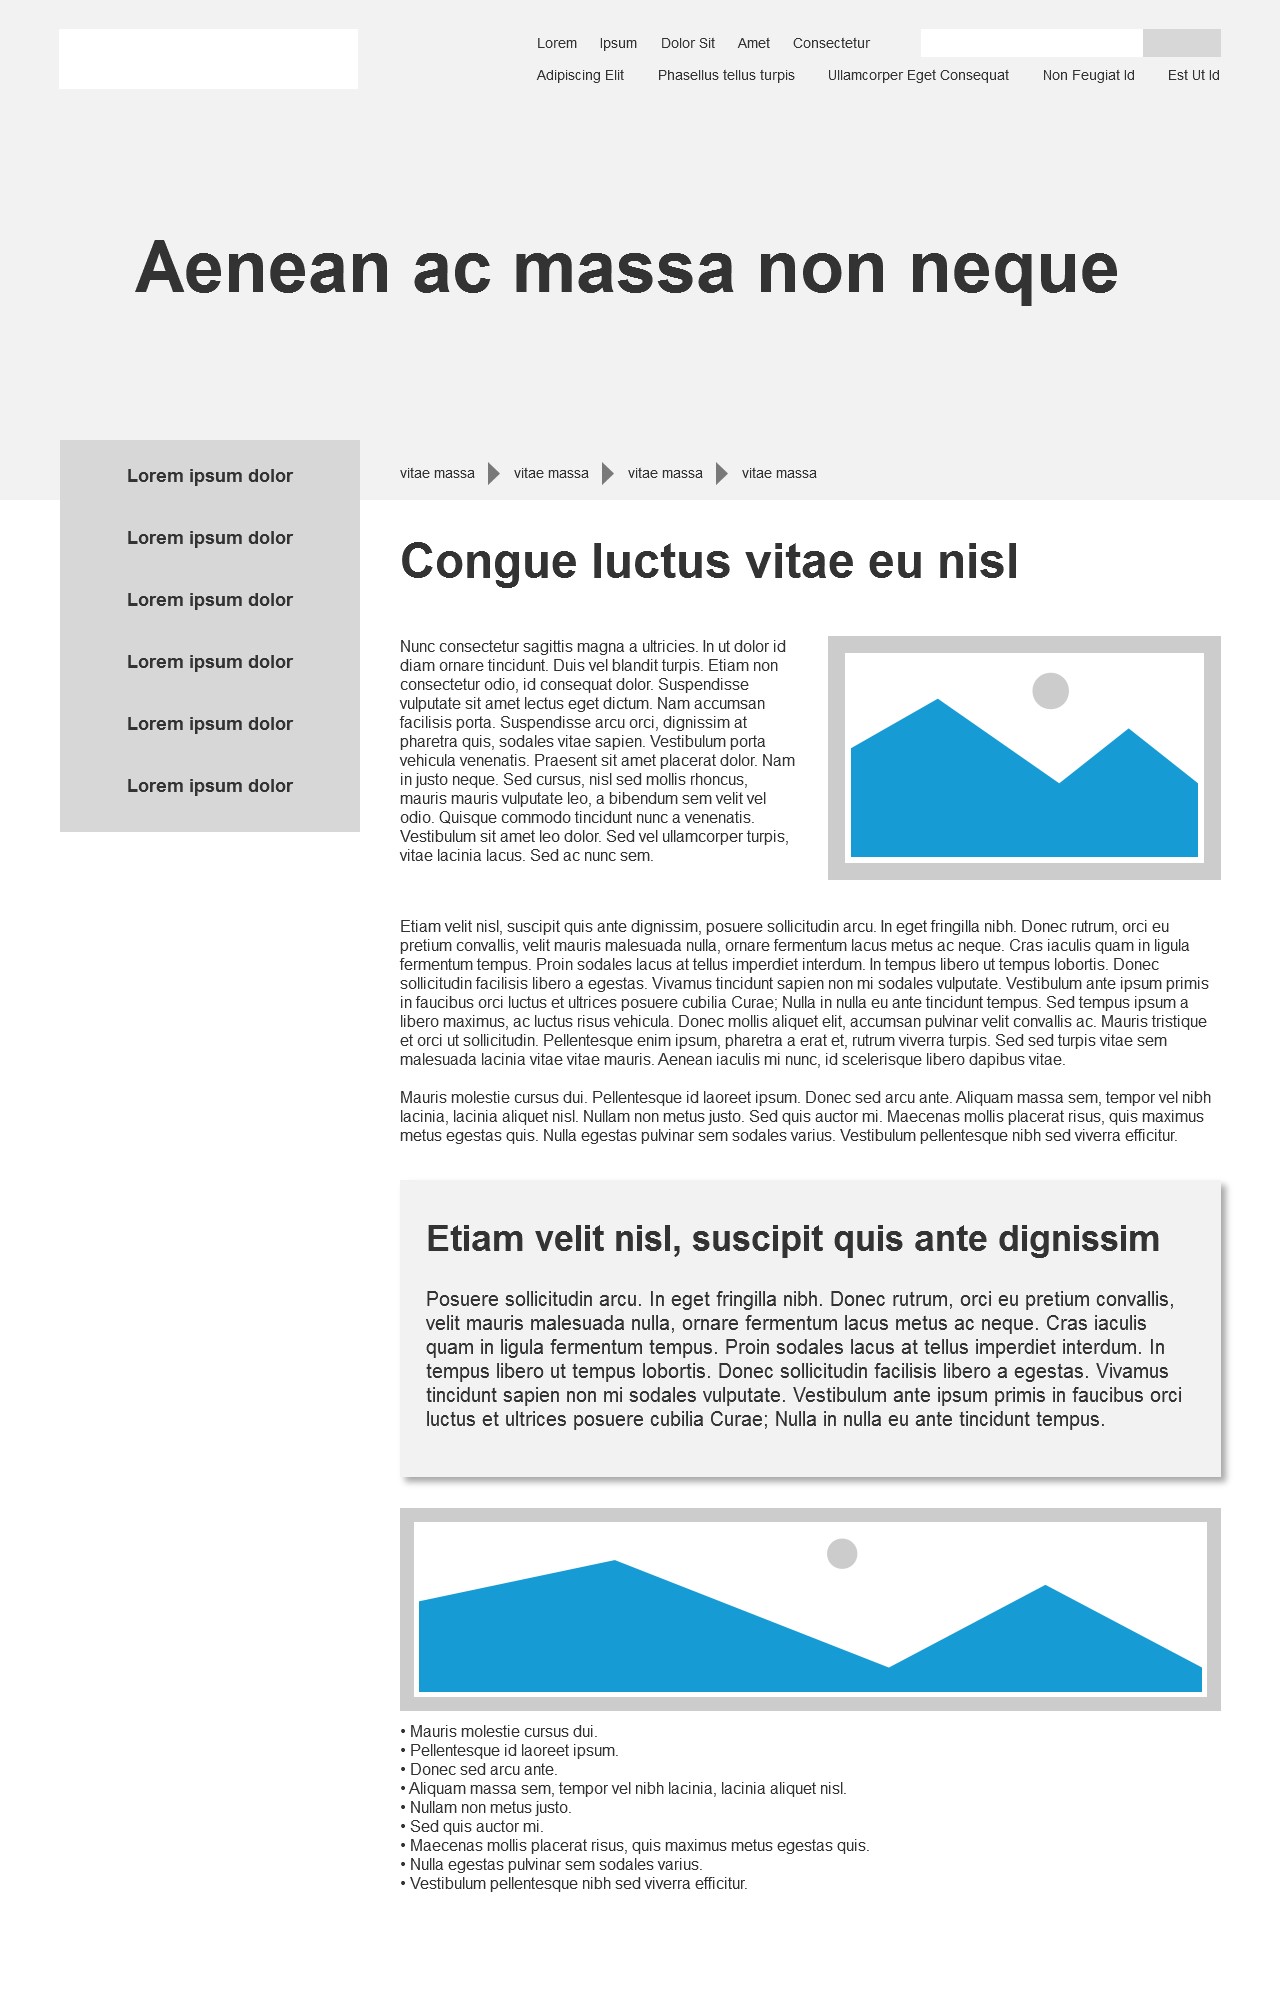 Lorem Ipsum Dolor Sit Amet Consectetur
Adipiscing Elit Phasellus tellus turpis Ullamcorper Eget Consequat Non Feugiat Id Est Ut Id
Aenean ac massa non neque
Lorem ipsum dolor
Lorem ipsum dolor
Lorem ipsum dolor
Lorem ipsum dolor
Lorem ipsum dolor
Lorem ipsum dolor
vitae massa vitae massa vitae massa vitae massa
Congue luctus vitae eu nisl
Nunc consectetur sagittis magna a ultricies. In ut dolor id
diam ornare tincidunt. Duis vel blandit turpis. Etiam non
consectetur odio, id consequat dolor. Suspendisse
vulputate sit amet lectus eget dictum. Nam accumsan
facilisis porta. Suspendisse arcu orci, dignissim at
pharetra quis, sodales vitae sapien. Vestibulum porta
vehicula venenatis. Praesent sit amet placerat dolor. Nam
in justo neque. Sed cursus, nisl sed mollis rhoncus,
mauris mauris vulputate leo, a bibendum sem velit vel
odio. Quisque commodo tincidunt nunc a venenatis.
Vestibulum sit amet leo dolor. Sed vel ullamcorper turpis,
vitae lacinia lacus. Sed ac nunc sem.
Etiam velit nisl, suscipit quis ante dignissim, posuere sollicitudin arcu. In eget fringilla nibh. Donec rutrum, orci eu
pretium convallis, velit mauris malesuada nulla, ornare fermentum lacus metus ac neque. Cras iaculis quam in ligula
fermentum tempus. Proin sodales lacus at tellus imperdiet interdum. In tempus libero ut tempus lobortis. Donec
sollicitudin facilisis libero a egestas. Vivamus tincidunt sapien non mi sodales vulputate. Vestibulum ante ipsum primis
in faucibus orci luctus et ultrices posuere cubilia Curae; Nulla in nulla eu ante tincidunt tempus. Sed tempus ipsum a
libero maximus, ac luctus risus vehicula. Donec mollis aliquet elit, accumsan pulvinar velit convallis ac. Mauris tristique
et orci ut sollicitudin. Pellentesque enim ipsum, pharetra a erat et, rutrum viverra turpis. Sed sed turpis vitae sem
malesuada lacinia vitae vitae mauris. Aenean iaculis mi nunc, id scelerisque libero dapibus vitae.
Mauris molestie cursus dui. Pellentesque id laoreet ipsum. Donec sed arcu ante. Aliquam massa sem, tempor vel nibh
lacinia, lacinia aliquet nisl. Nullam non metus justo. Sed quis auctor mi. Maecenas mollis placerat risus, quis maximus
metus egestas quis. Nulla egestas pulvinar sem sodales varius. Vestibulum pellentesque nibh sed viverra efficitur.
Etiam velit nisl, suscipit quis ante dignissim
Posuere sollicitudin arcu. In eget fringilla nibh. Donec rutrum, orci eu pretium convallis,
velit mauris malesuada nulla, ornare fermentum lacus metus ac neque. Cras iaculis
quam in ligula fermentum tempus. Proin sodales lacus at tellus imperdiet interdum. In
tempus libero ut tempus lobortis. Donec sollicitudin facilisis libero a egestas. Vivamus
tincidunt sapien non mi sodales vulputate. Vestibulum ante ipsum primis in faucibus orci
luctus et ultrices posuere cubilia Curae; Nulla in nulla eu ante tincidunt tempus.
• Mauris molestie cursus dui.
• Pellentesque id laoreet ipsum.
• Donec sed arcu ante.
• Aliquam massa sem, tempor vel nibh lacinia, lacinia aliquet nisl.
• Nullam non metus justo.
• Sed quis auctor mi.
• Maecenas mollis placerat risus, quis maximus metus egestas quis.
• Nulla egestas pulvinar sem sodales varius.
• Vestibulum pellentesque nibh sed viverra efficitur.